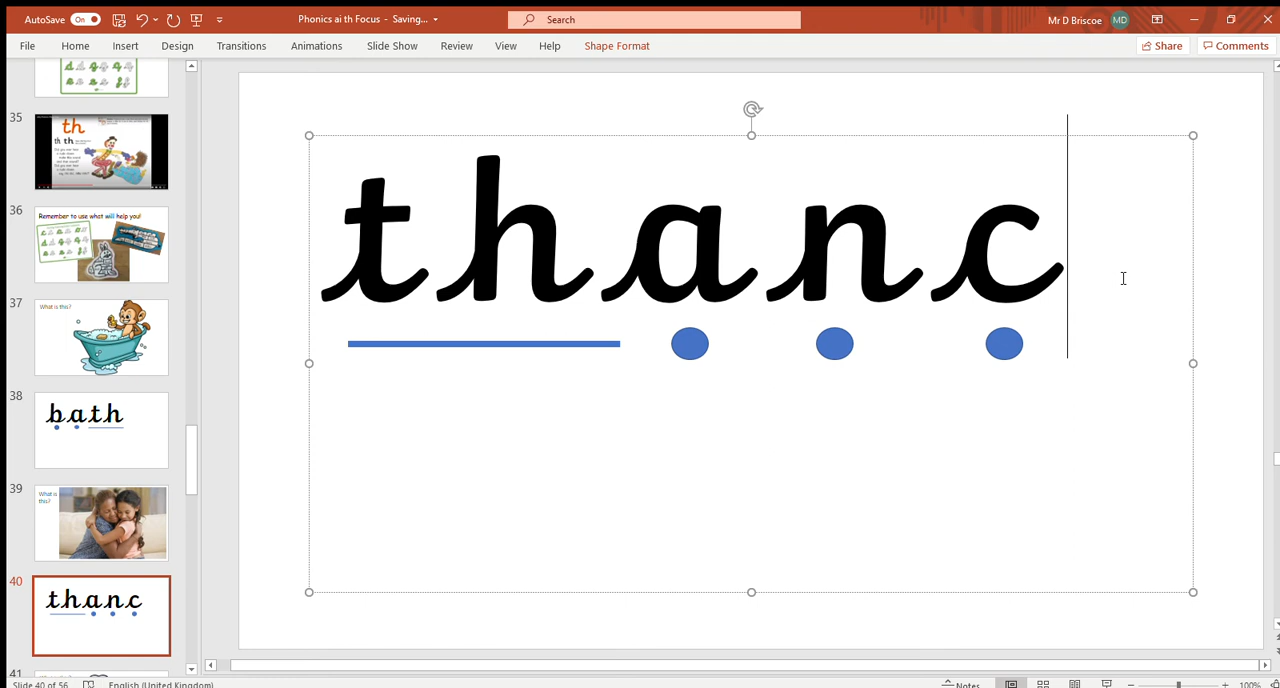 AutoSave On Phonics ai th Focus - Saving... Search Mr D Briscoe MD
File Home Insert Design Transitions Animations Slide Show Review View Help Shape Format Share Comments
35
th
th th
36
Remember to use what will help you!
37
What is this?
38
bath
39
What is
this?
40
thanc
41
thanc
Slide 40 of 56 English (United Kingdom) Notes 100%